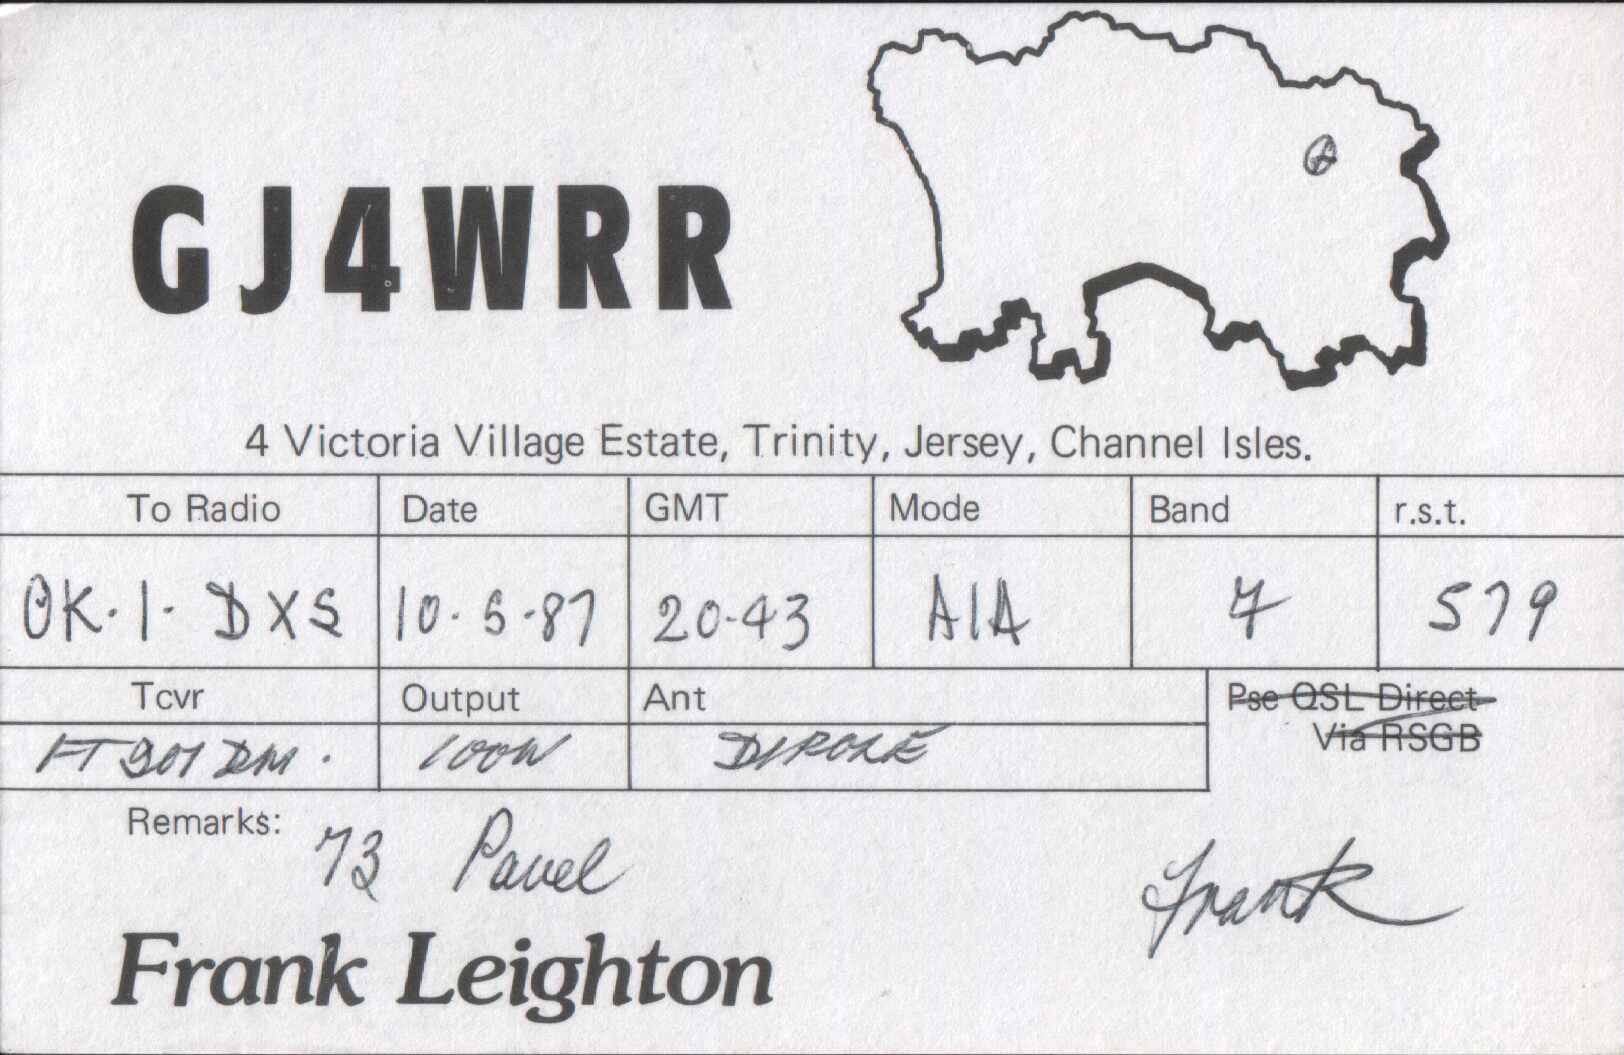 GJ4WRR
4 Victoria Village Estate, Trinity, Jersey, Channel Isles.
To Radio Date GMT Mode Band r.s.t.
OK·1· DXS 10·5·87 20-43 A1A 7 579
Tcvr Output Ant Pse QSL Direct
Via RSGB
FT 901 DM. 100W DIPOLE
Remarks: 73 Pavel
Frank
Frank Leighton